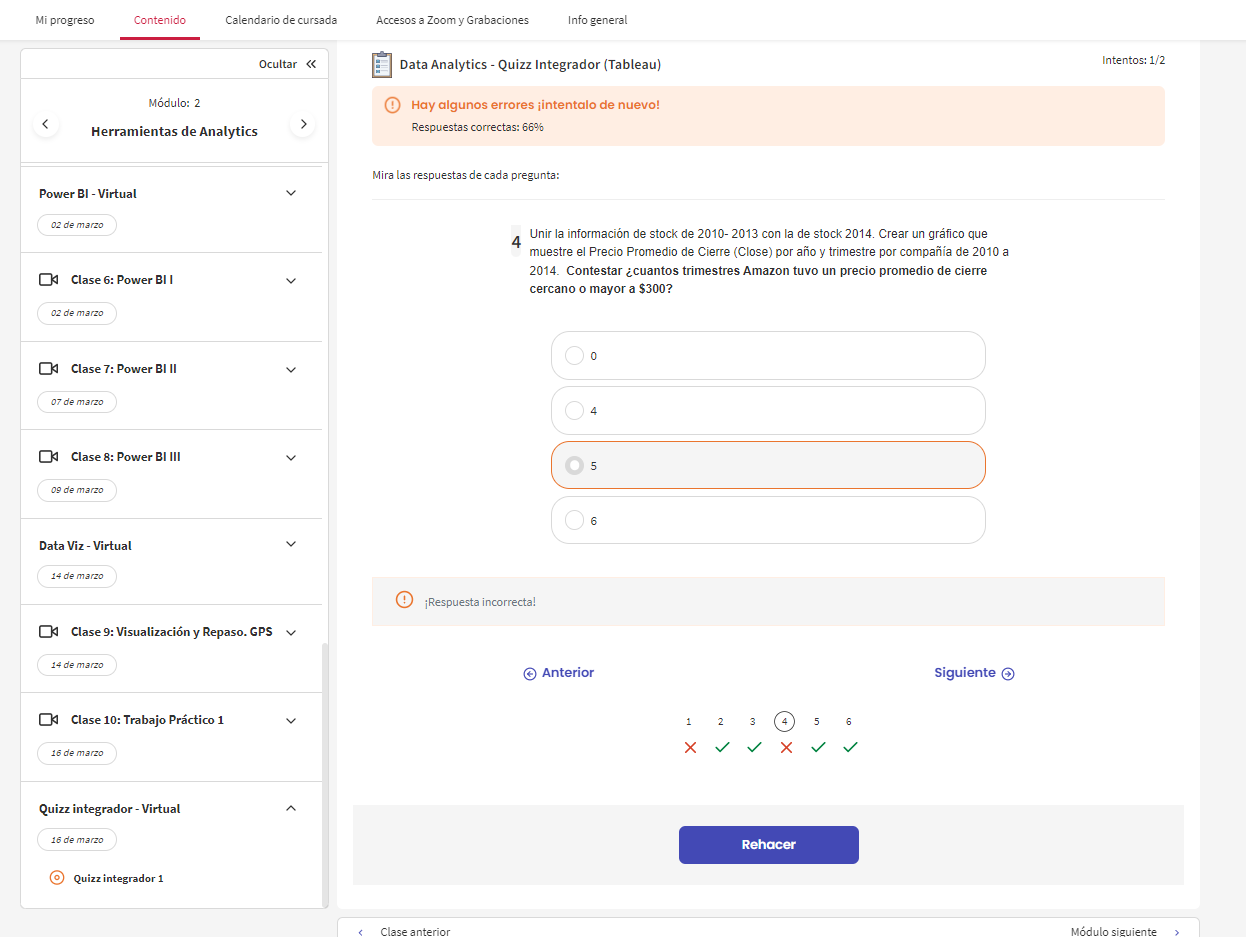 Mi progreso
Contenido
Calendario de cursada
Accesos a Zoom y Grabaciones
Info general
Ocultar
Módulo: 2
Herramientas de Analytics
Power BI - Virtual
02 de marzo
Clase 6: Power BI I
02 de marzo
Clase 7: Power BI II
07 de marzo
Clase 8: Power BI III
09 de marzo
Data Viz - Virtual
14 de marzo
Clase 9: Visualización y Repaso. GPS
14 de marzo
Clase 10: Trabajo Práctico 1
16 de marzo
Quizz integrador - Virtual
16 de marzo
Quizz integrador 1
Data Analytics - Quizz Integrador (Tableau)
Intentos: 1/2
Hay algunos errores ¡intentalo de nuevo!
Respuestas correctas: 66%
Mira las respuestas de cada pregunta:
4
Unir la información de stock de 2010- 2013 con la de stock 2014. Crear un gráfico que
muestre el Precio Promedio de Cierre (Close) por año y trimestre por compañía de 2010 a
2014. Contestar ¿cuantos trimestres Amazon tuvo un precio promedio de cierre
cercano o mayor a $300?
0
4
5
6
¡Respuesta incorrecta!
Anterior
Siguiente
1 2 3 4 5 6
Rehacer
Clase anterior
Módulo siguiente